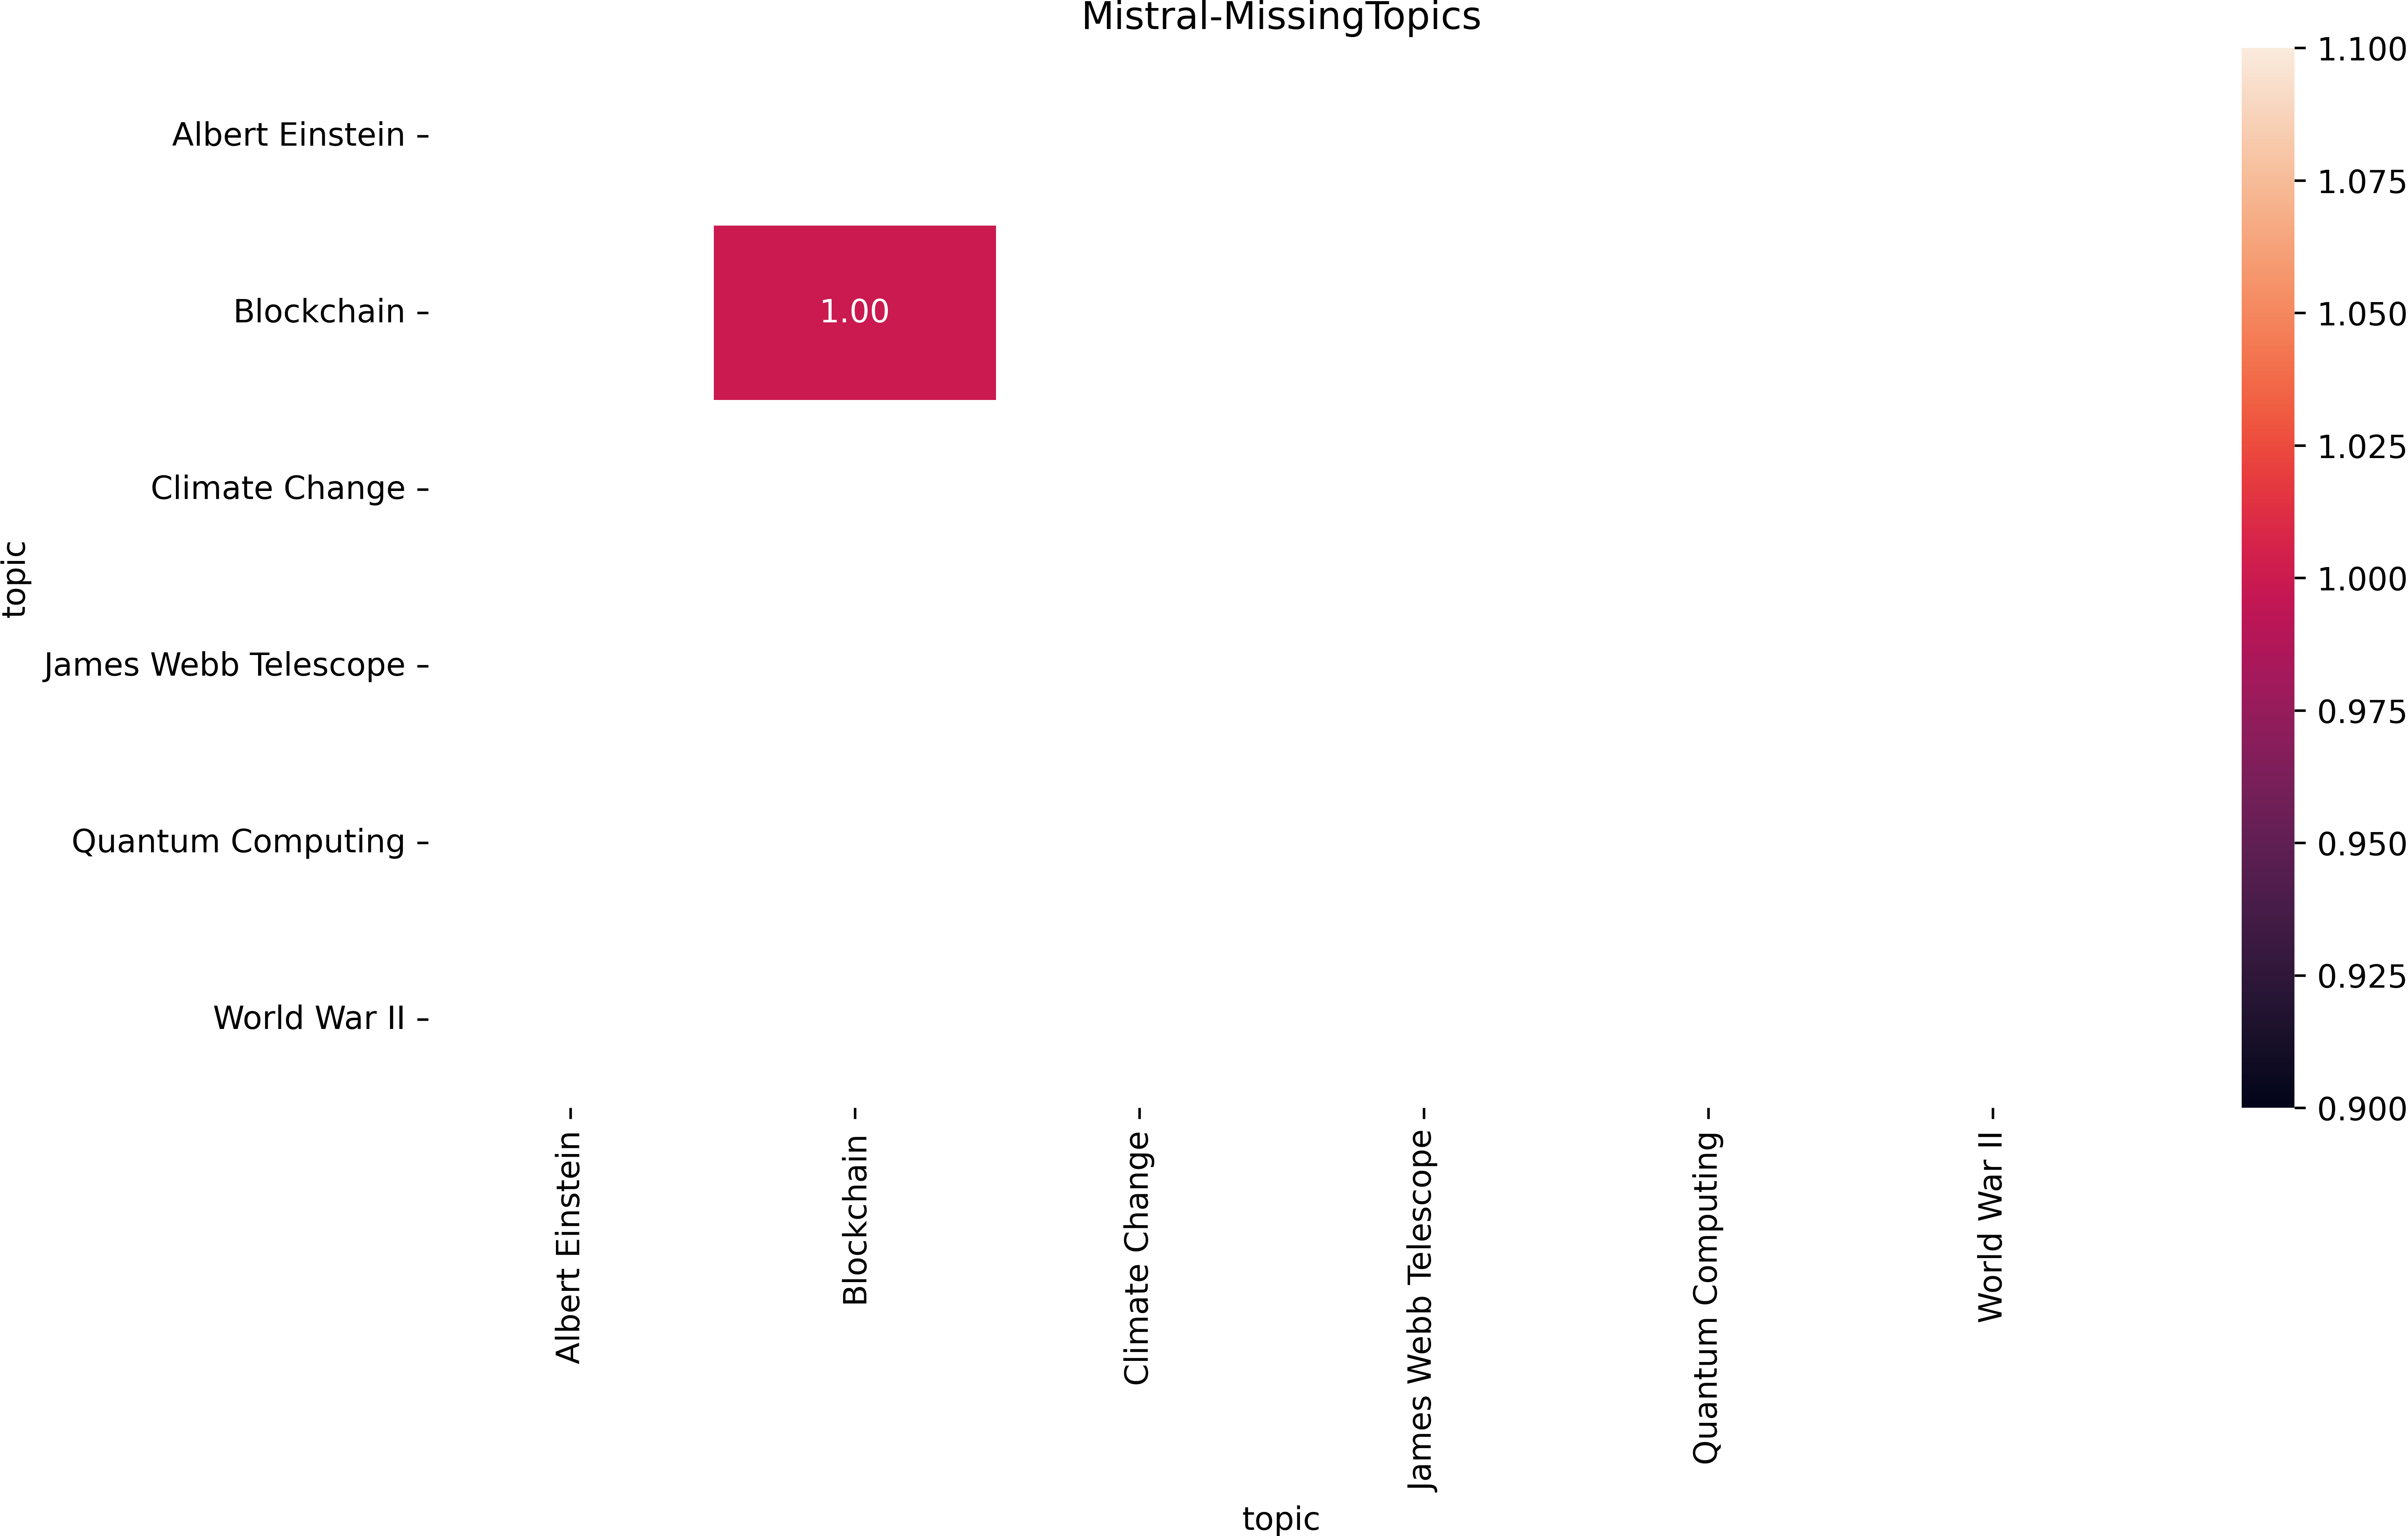 Mistral-MissingTopics
topic
Albert Einstein
Blockchain
Climate Change
James Webb Telescope
Quantum Computing
World War II
1.00
1.100
1.075
1.050
1.025
1.000
0.975
0.950
0.925
0.900
Albert Einstein
Blockchain
Climate Change
James Webb Telescope
Quantum Computing
World War II
topic